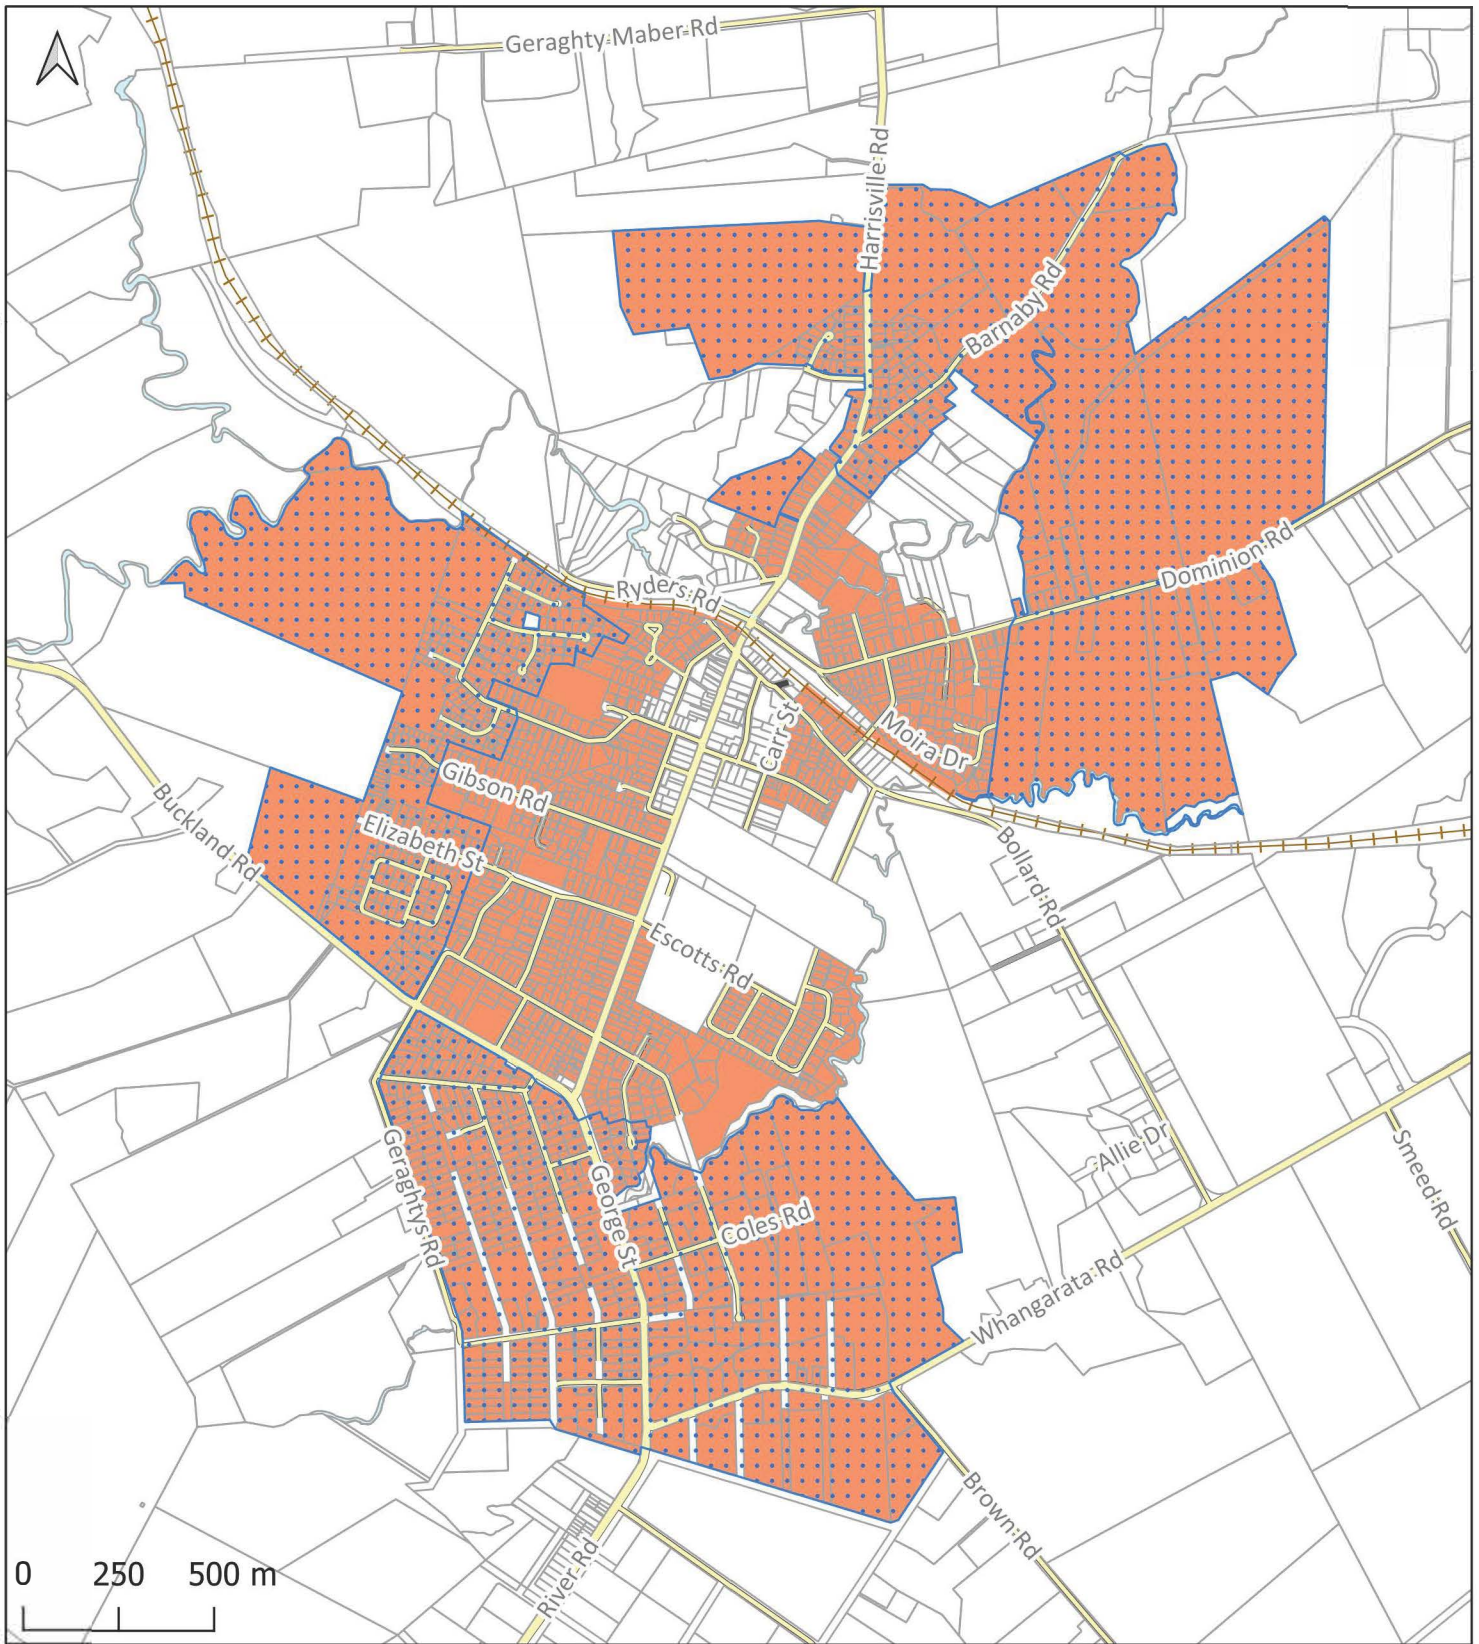 Geraghty Maber Rd
Harrisville Rd
Barnaby Rd
Dominion Rd
Ryders Rd
Carr St
Moira Dr
Gibson Rd
Buckland Rd
Elizabeth St
Bollard Rd
Escotts Rd
Allie Dr
Smeed Rd
Geraghtys Rd
George St
Coles Rd
Whangarata Rd
Brown Rd
River Rd
0 250 500 m